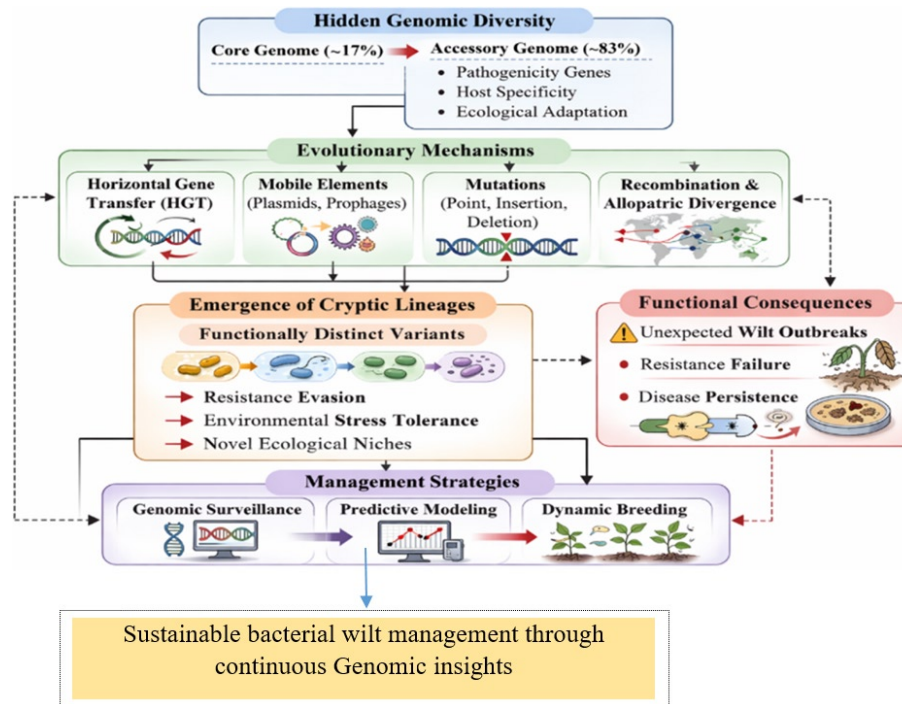 Hidden Genomic Diversity
Core Genome (~17%)
Accessory Genome (~83%)
• Pathogenicity Genes
• Host Specificity
• Ecological Adaptation
Evolutionary Mechanisms
Horizontal Gene
Transfer (HGT)
Mobile Elements
(Plasmids, Prophages)
Mutations
(Point, Insertion,
Deletion)
Recombination &
Allopatric Divergence
Emergence of Cryptic Lineages
Functionally Distinct Variants
Resistance Evasion
Environmental Stress Tolerance
Novel Ecological Niches
Functional Consequences
Unexpected Wilt Outbreaks
• Resistance Failure
• Disease Persistence
Management Strategies
Genomic Surveillance
Predictive Modeling
Dynamic Breeding
Sustainable bacterial wilt management through
continuous Genomic insights